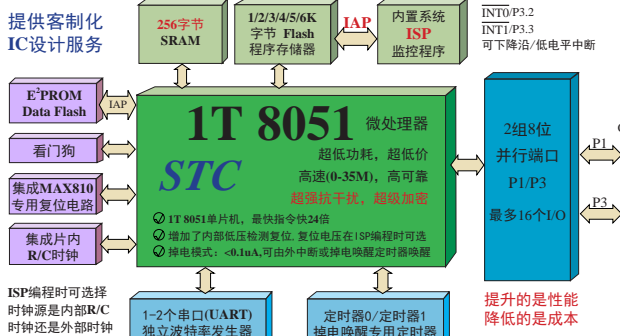 提供客制化
IC设计服务
256字节
SRAM
1/2/3/4/5/6K
字节 Flash
程序存储器
IAP
内置系统
ISP
监控程序
INT0/P3.2
INT1/P3.3
可下降沿/低电平中断
E²PROM
Data Flash
IAP
看门狗
集成MAX810
专用复位电路
集成片内
R/C时钟
1T 8051 微处理器
STC
超低功耗，超低价
高速(0-35M)，高可靠
超强抗干扰，超级加密
1T 8051单片机，最快指令快24倍
增加了内部低压检测复位.复位电压在ISP编程时可选
掉电模式：<0.1uA,可由外中断或掉电唤醒定时器唤醒
2组8位
并行端口
P1/P3
最多16个I/O
P1
P3
ISP编程时可选择
时钟源是内部R/C
时钟还是外部时钟
1-2个串口(UART)
独立波特率发生器
定时器0/定时器1
掉电唤醒专用定时器
提升的是性能
降低的是成本